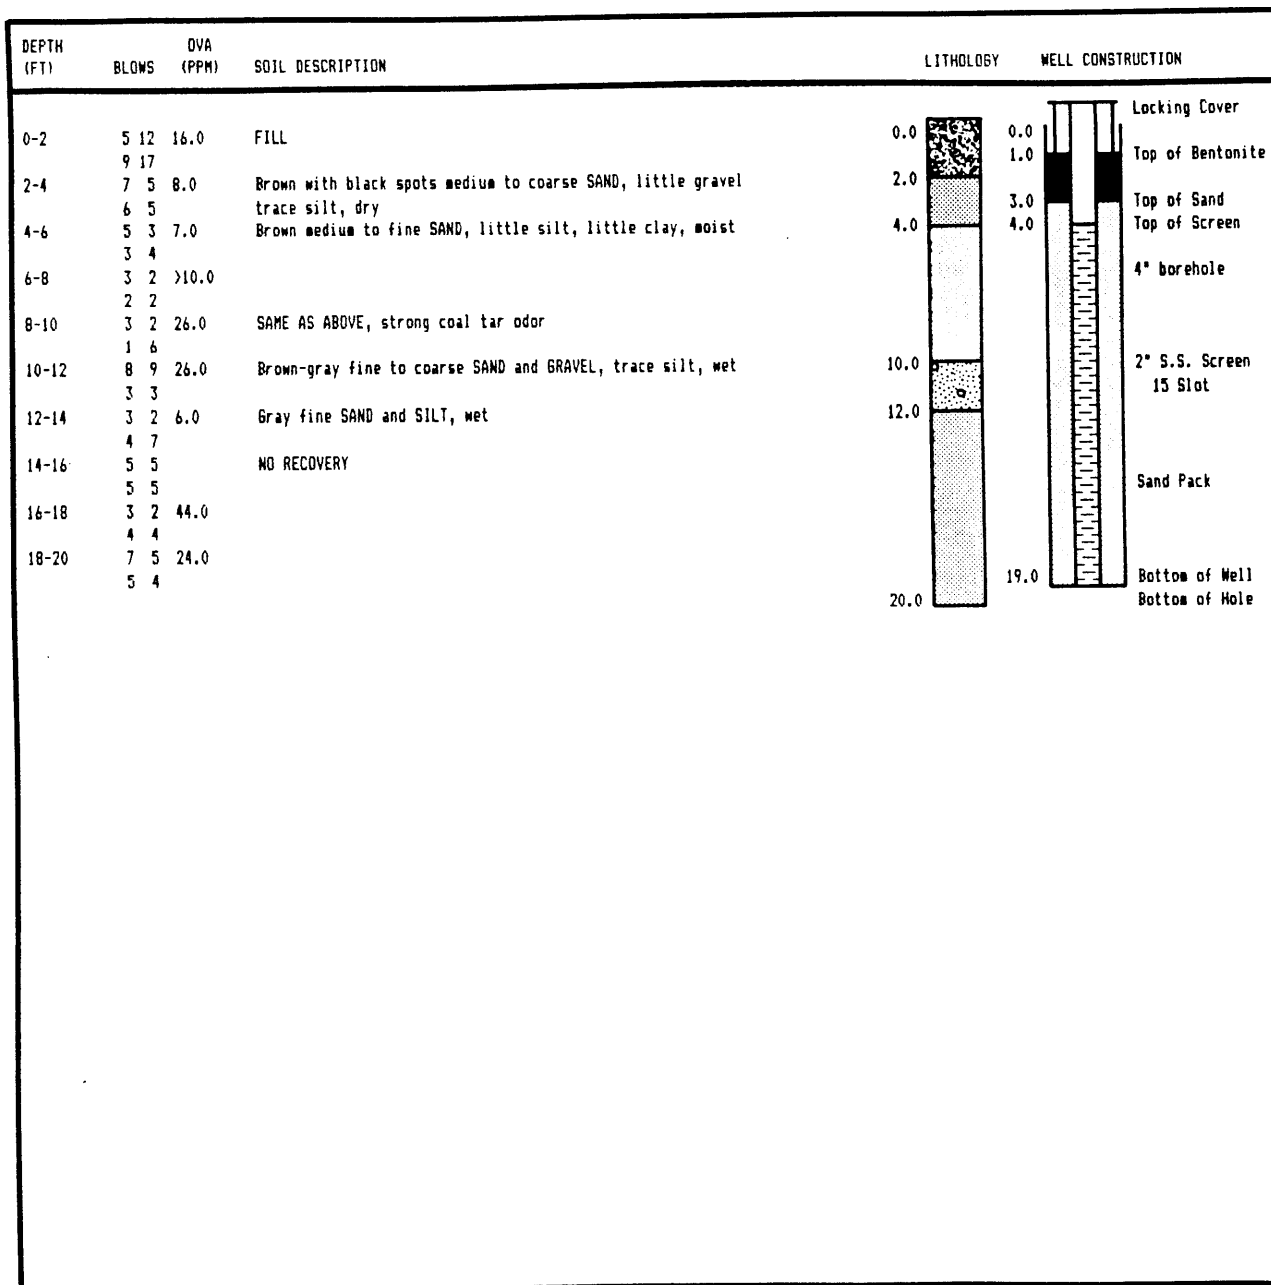 DEPTH OVA
(FT) BLOWS (PPM) SOIL DESCRIPTION LITHOLOGY WELL CONSTRUCTION
Locking Cover
0-2 5 12 16.0 FILL 0.0 0.0
9 17 1.0 Top of Bentonite
2-4 7 5 8.0 Brown with black spots medium to coarse SAND, little gravel 2.0
6 5 trace silt, dry 3.0 Top of Sand
4-6 5 3 7.0 Brown medium to fine SAND, little silt, little clay, moist 4.0 4.0 Top of Screen
3 4
6-8 3 2 >10.0 4" borehole
2 2
8-10 3 2 26.0 SAME AS ABOVE, strong coal tar odor
1 6
10-12 8 9 26.0 Brown-gray fine to coarse SAND and GRAVEL, trace silt, wet 10.0 2" S.S. Screen
3 3 15 Slot
12-14 3 2 6.0 Gray fine SAND and SILT, wet 12.0
4 7
14-16 5 5 NO RECOVERY
5 5 Sand Pack
16-18 3 2 44.0
4 4
18-20 7 5 24.0
5 4 19.0 Bottom of Well
20.0 Bottom of Hole